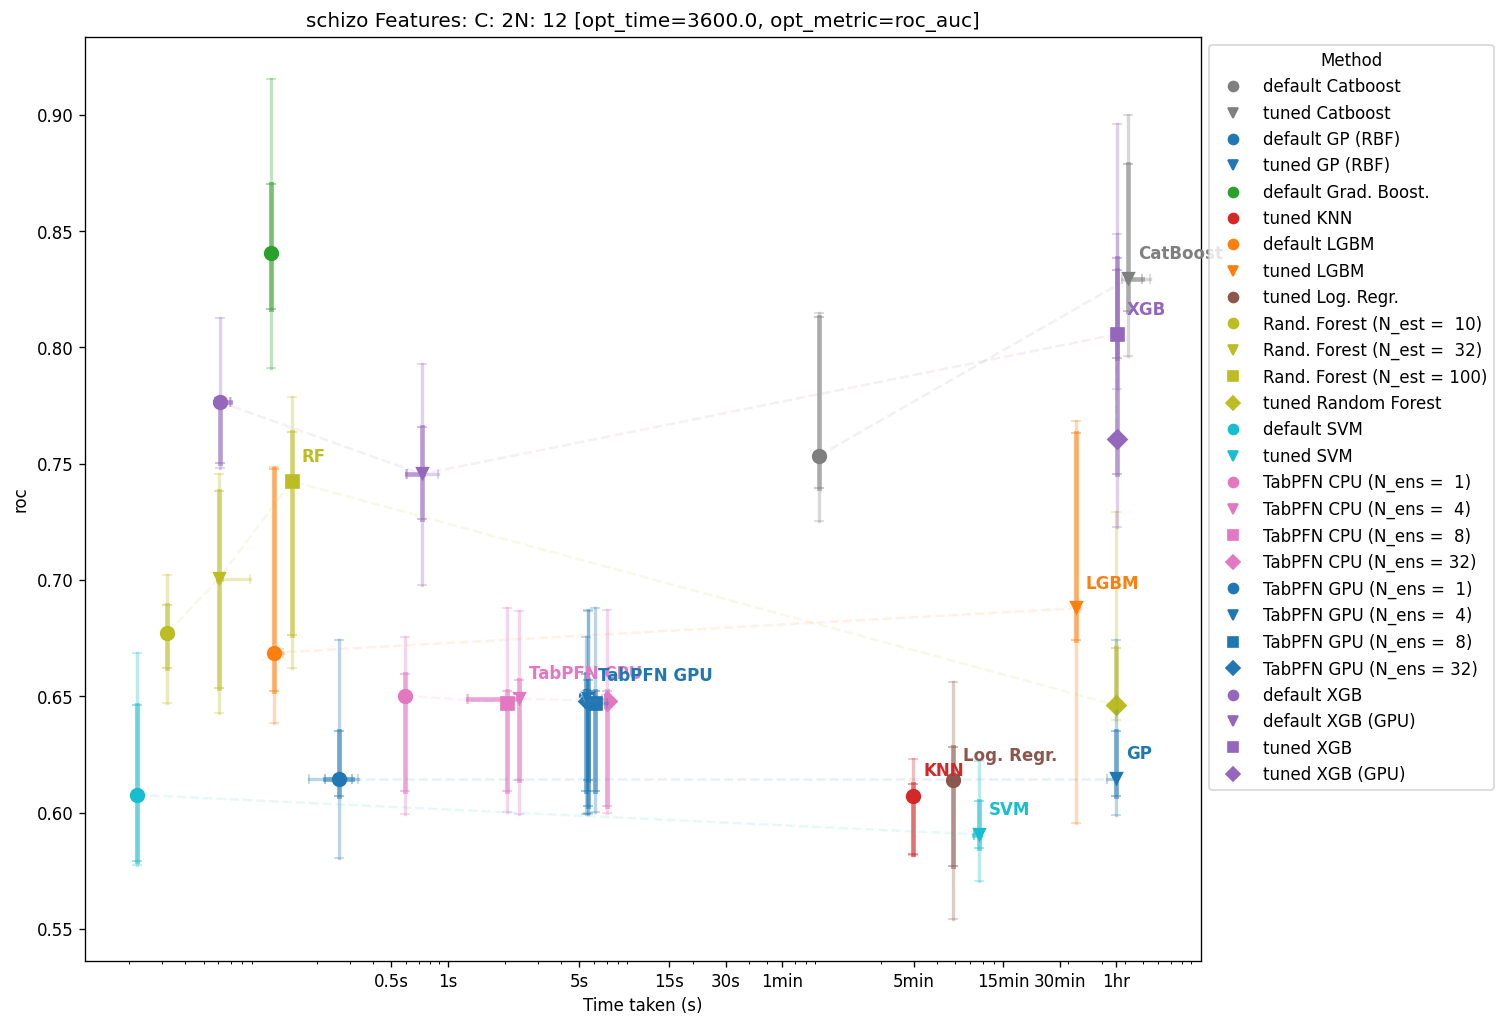 schizo Features: C: 2N: 12 [opt_time=3600.0, opt_metric=roc_auc]
roc
0.90
0.85
0.80
0.75
0.70
0.65
0.60
0.55
CatBoost
XGB
RF
LGBM
TabPFN CPU
TabPFN GPU
GP
Log. Regr.
KNN
SVM
0.5s
1s
5s
15s
30s
1min
5min
15min
30min
1hr
Time taken (s)
Method
default Catboost
tuned Catboost
default GP (RBF)
tuned GP (RBF)
default Grad. Boost.
tuned KNN
default LGBM
tuned LGBM
tuned Log. Regr.
Rand. Forest (N_est =  10)
Rand. Forest (N_est =  32)
Rand. Forest (N_est = 100)
tuned Random Forest
default SVM
tuned SVM
TabPFN CPU (N_ens =  1)
TabPFN CPU (N_ens =  4)
TabPFN CPU (N_ens =  8)
TabPFN CPU (N_ens = 32)
TabPFN GPU (N_ens =  1)
TabPFN GPU (N_ens =  4)
TabPFN GPU (N_ens =  8)
TabPFN GPU (N_ens = 32)
default XGB
default XGB (GPU)
tuned XGB
tuned XGB (GPU)